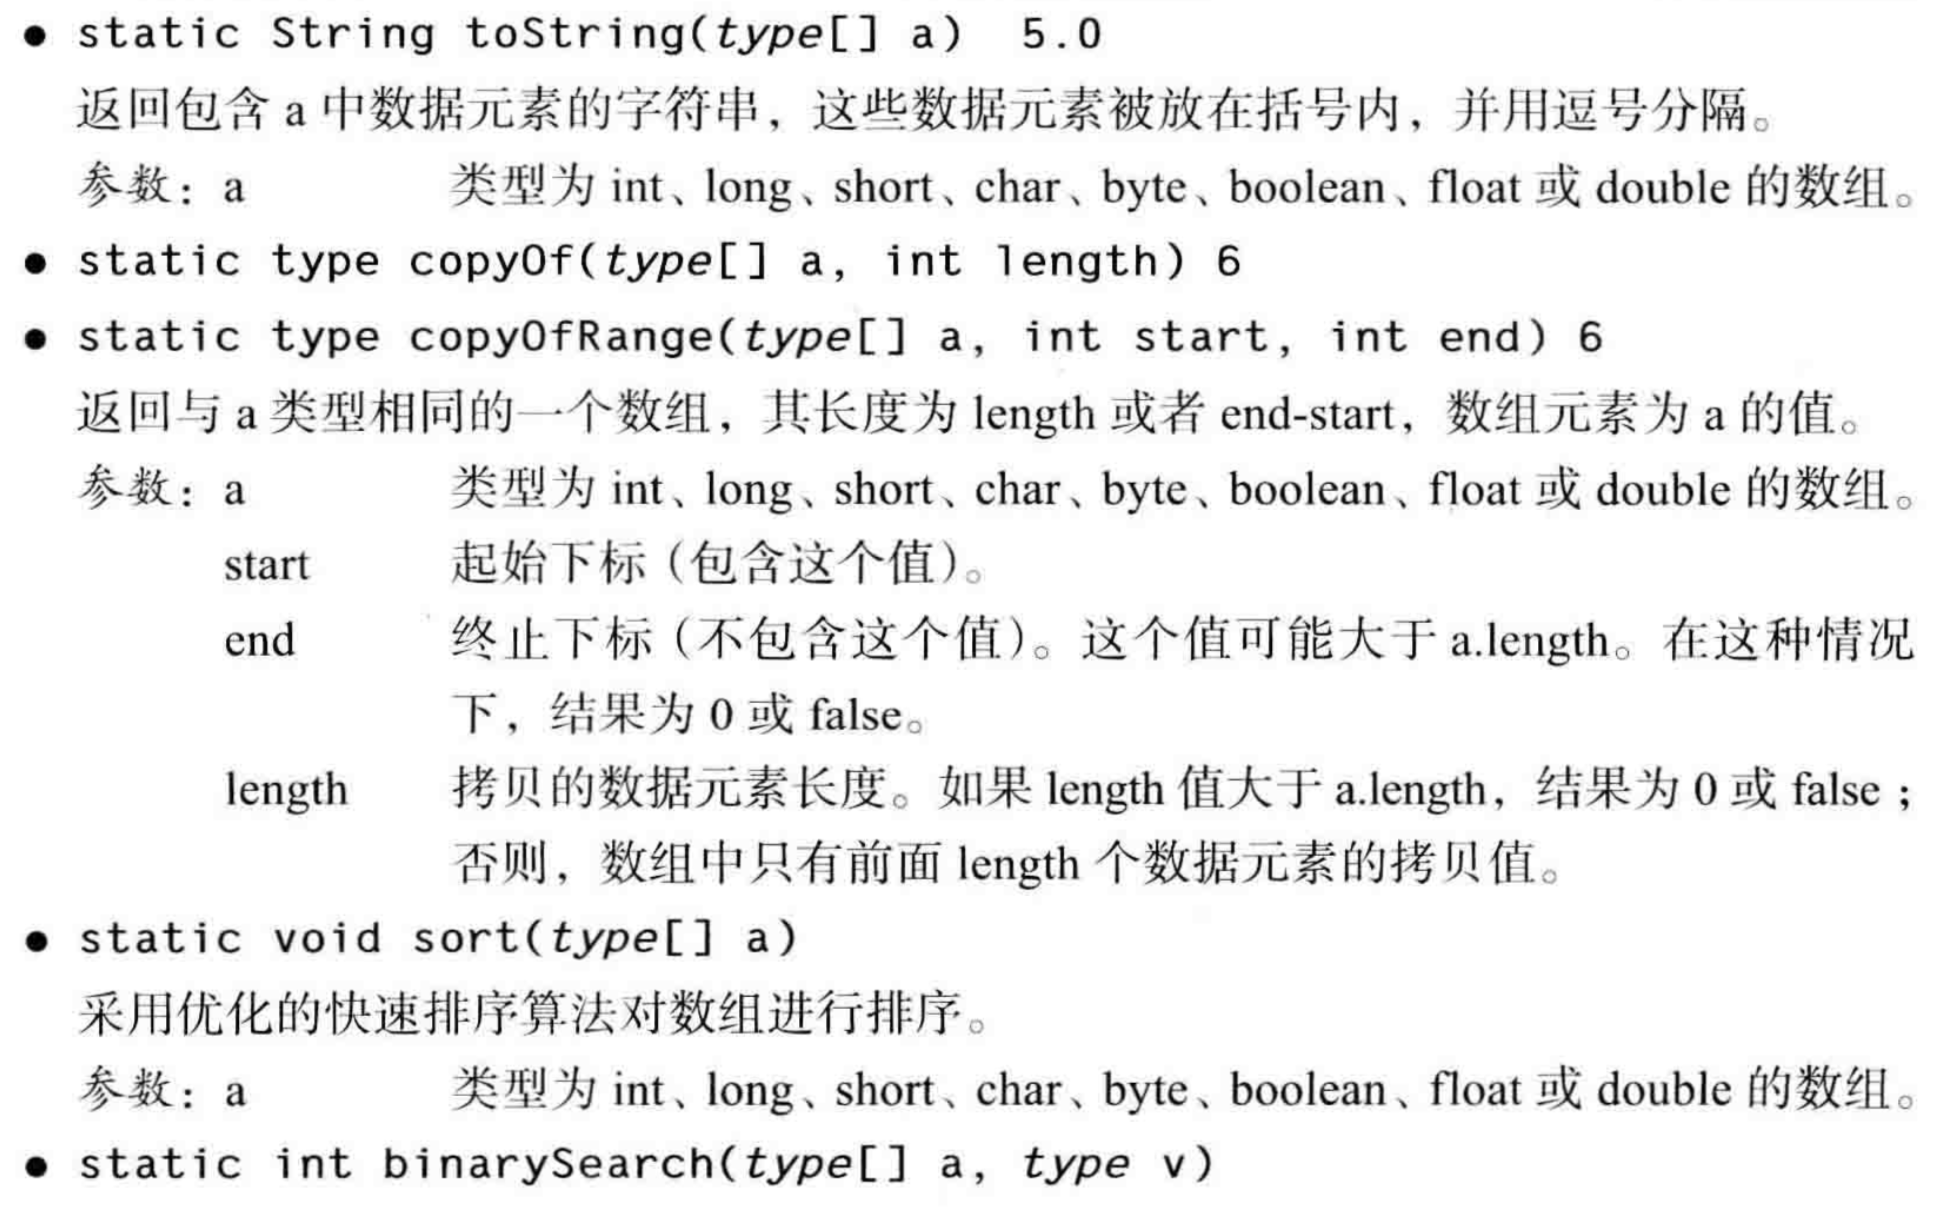 • static String toString(type[] a) 5.0
返回包含 a 中数据元素的字符串，这些数据元素被放在括号内，并用逗号分隔。
参数：a 类型为 int、long、short、char、byte、boolean、float 或 double 的数组。
• static type copyOf(type[] a, int length) 6
• static type copyOfRange(type[] a, int start, int end) 6
返回与 a 类型相同的一个数组，其长度为 length 或者 end-start，数组元素为 a 的值。
参数：a 类型为 int、long、short、char、byte、boolean、float 或 double 的数组。
start 起始下标（包含这个值）。
end 终止下标（不包含这个值）。这个值可能大于 a.length。在这种情况
下，结果为 0 或 false。
length 拷贝的数据元素长度。如果 length 值大于 a.length，结果为 0 或 false；
否则，数组中只有前面 length 个数据元素的拷贝值。
• static void sort(type[] a)
采用优化的快速排序算法对数组进行排序。
参数：a 类型为 int、long、short、char、byte、boolean、float 或 double 的数组。
• static int binarySearch(type[] a, type v)